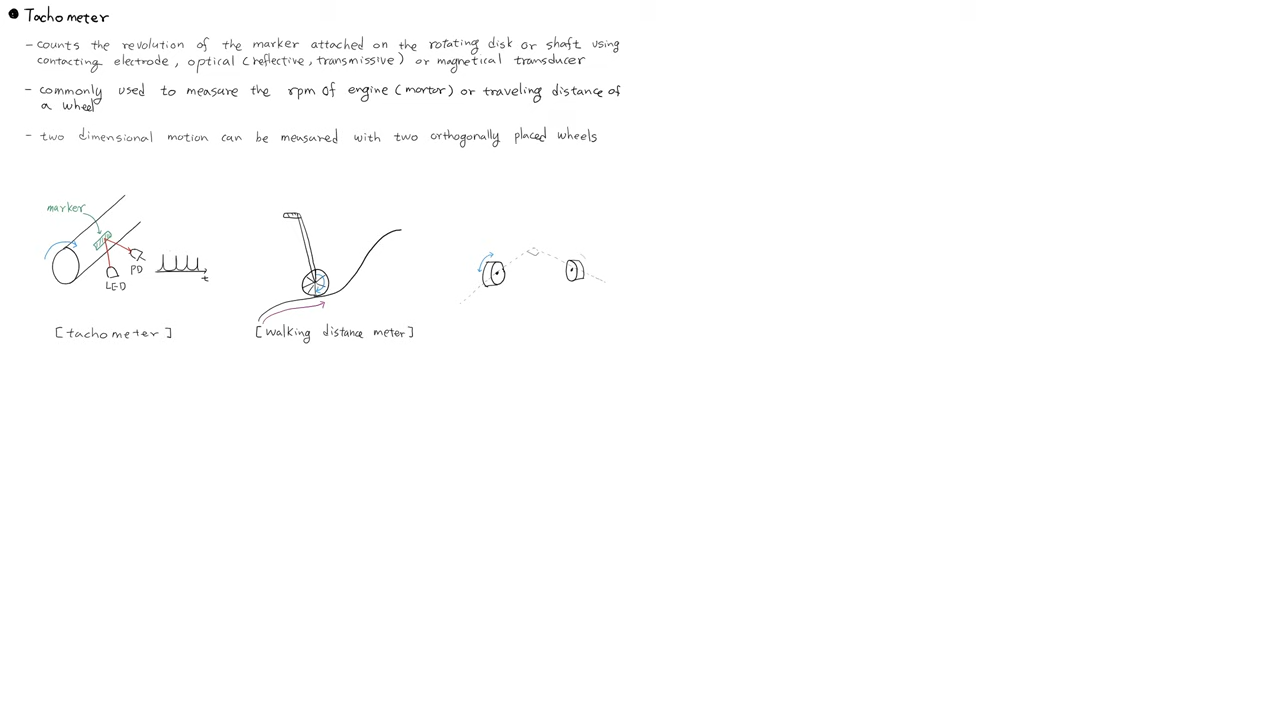 ● Tachometer
- counts the revolution of the marker attached on the rotating disk or shaft using
contacting electrode, optical (reflective, transmissive) or magnetical transducer
- commonly used to measure the rpm of engine (mortor) or traveling distance of
a wheel
- two dimensional motion can be measured with two orthogonally placed wheels
marker
PD
LED
t
[tachometer]
[walking distance meter]